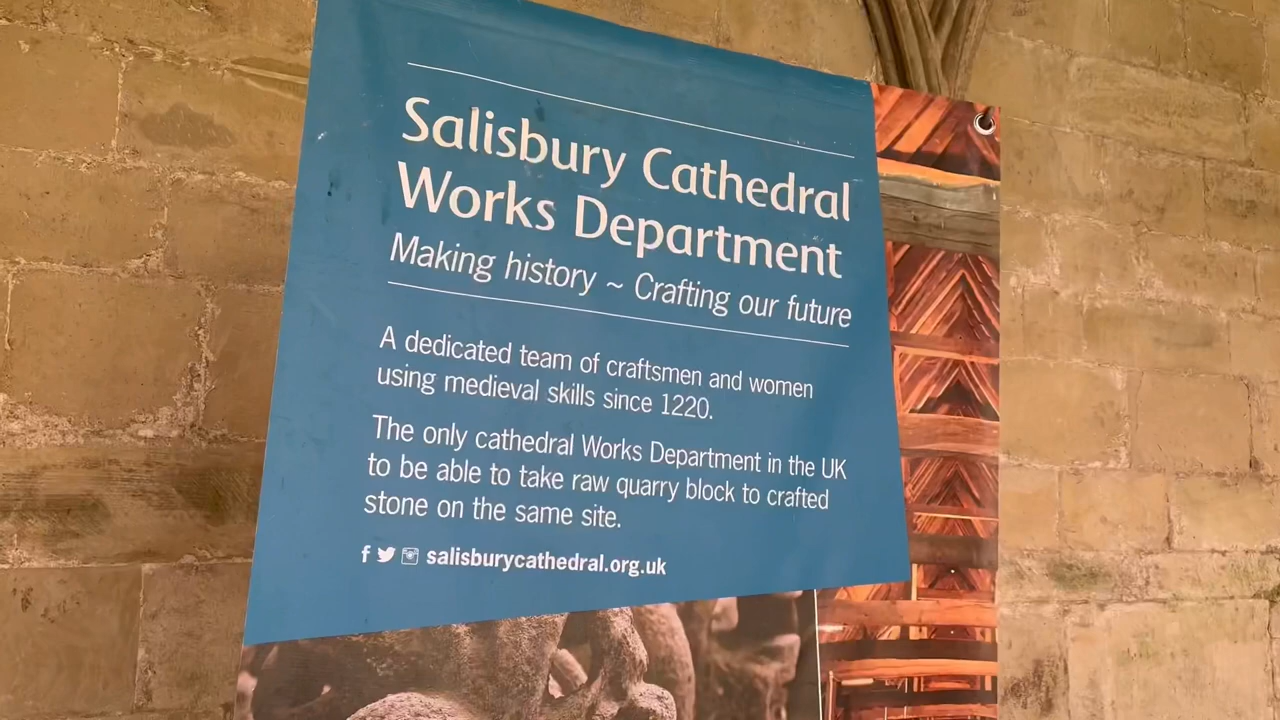 Salisbury Cathedral
Works Department
Making history ~ Crafting our future
A dedicated team of craftsmen and women
using medieval skills since 1220.
The only cathedral Works Department in the UK
to be able to take raw quarry block to crafted
stone on the same site.
salisburycathedral.org.uk